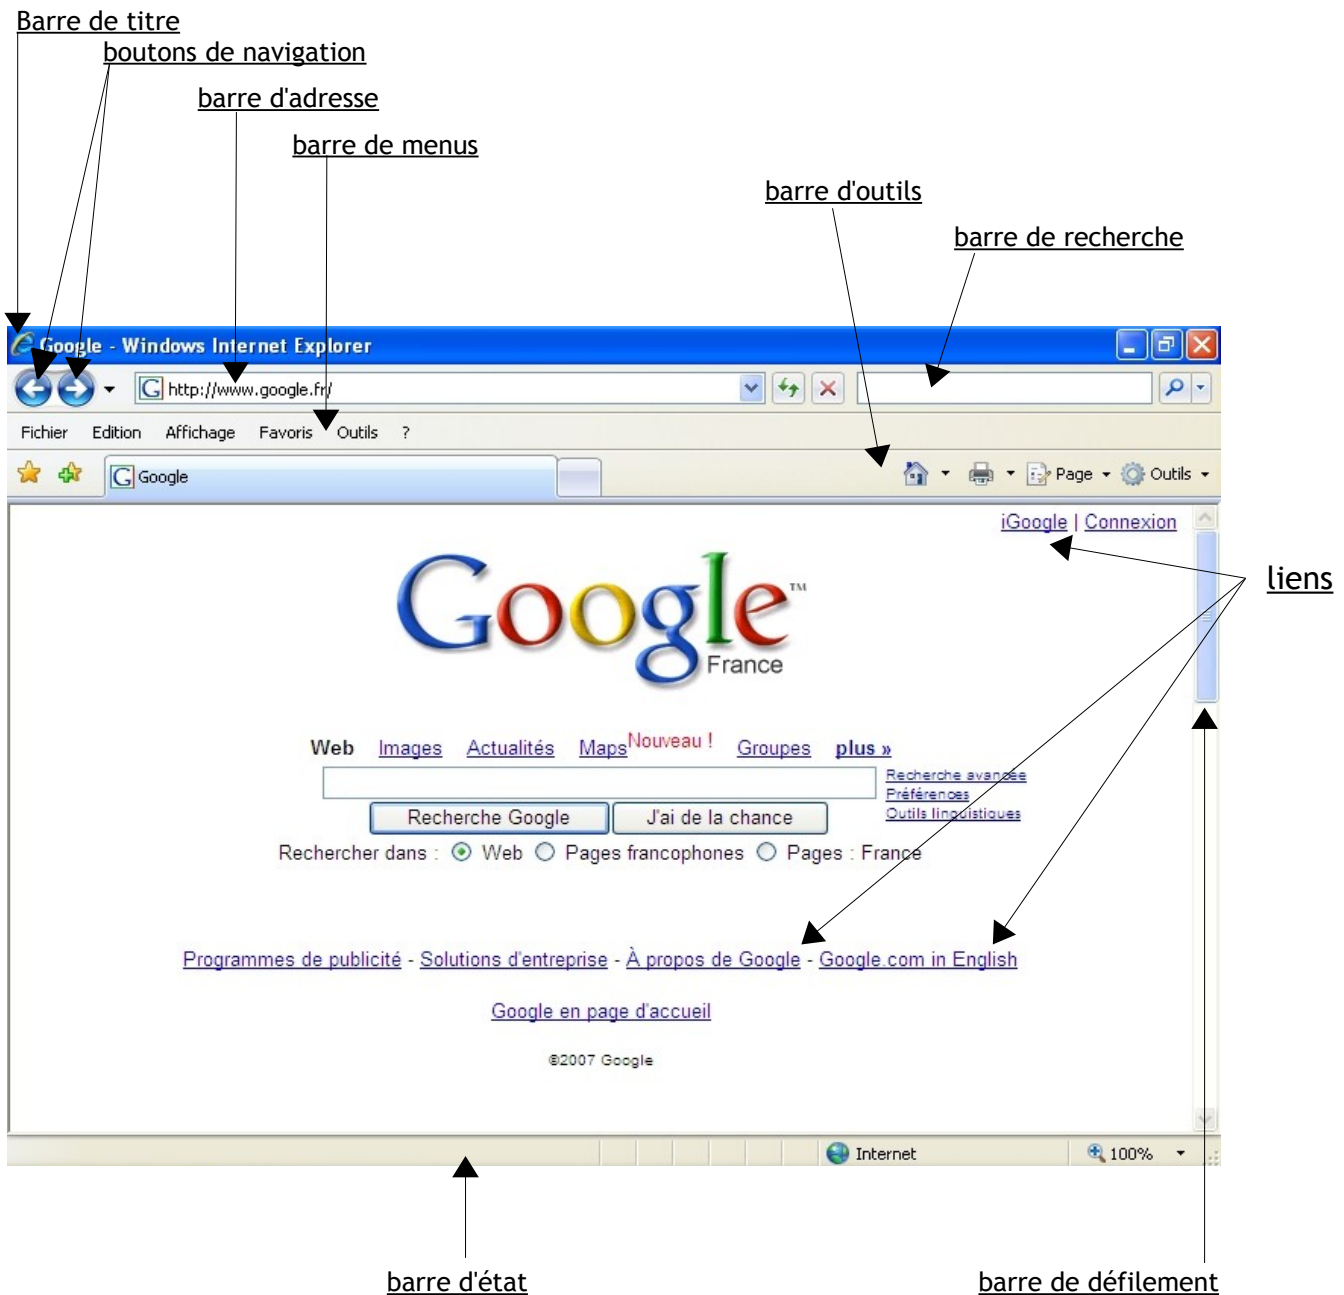 Barre de titre
boutons de navigation
barre d'adresse
barre de menus
barre d'outils
barre de recherche
Google - Windows Internet Explorer
http://www.google.fr/
Fichier Edition Affichage Favoris Outils ?
Google Page Outils
iGoogle | Connexion
liens
Google™
France
Web Images Actualités Maps Nouveau ! Groupes plus »
Recherche avancée
Préférences
Outils linguistiques
Recherche Google J'ai de la chance
Rechercher dans : Web Pages francophones Pages : France
Programmes de publicité - Solutions d'entreprise - À propos de Google - Google.com in English
Google en page d'accueil
©2007 Google
Internet 100%
barre d'état barre de défilement